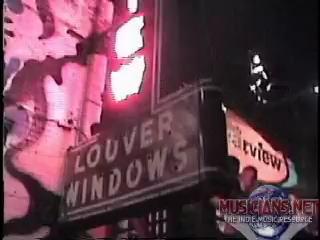 LOUVER
WINDOWS
rview
MUSICIANS.NET
THE INDIE MUSIC RESOURCE